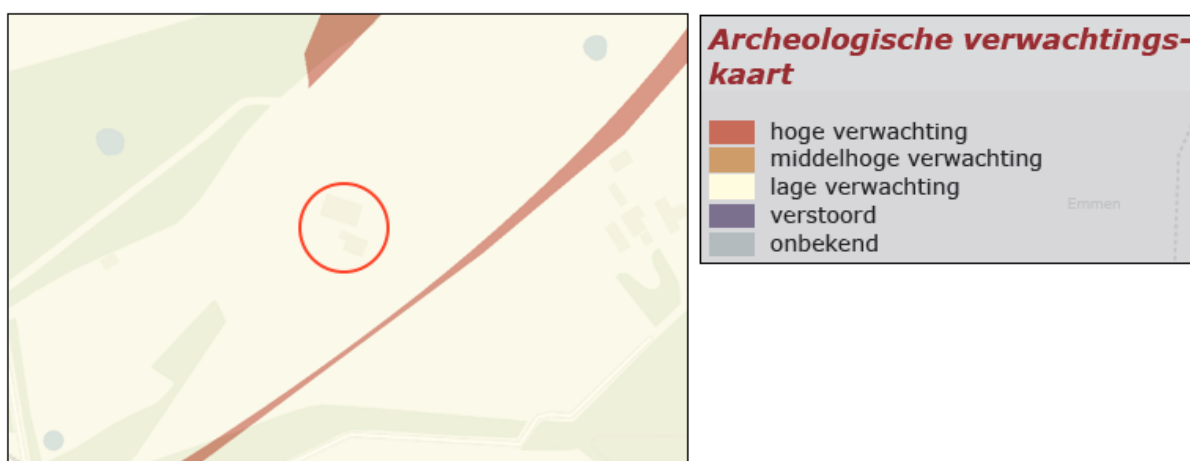 Archeologische verwachtings-
kaart
hoge verwachting
middelhoge verwachting
lage verwachting
Emmen
verstoord
onbekend